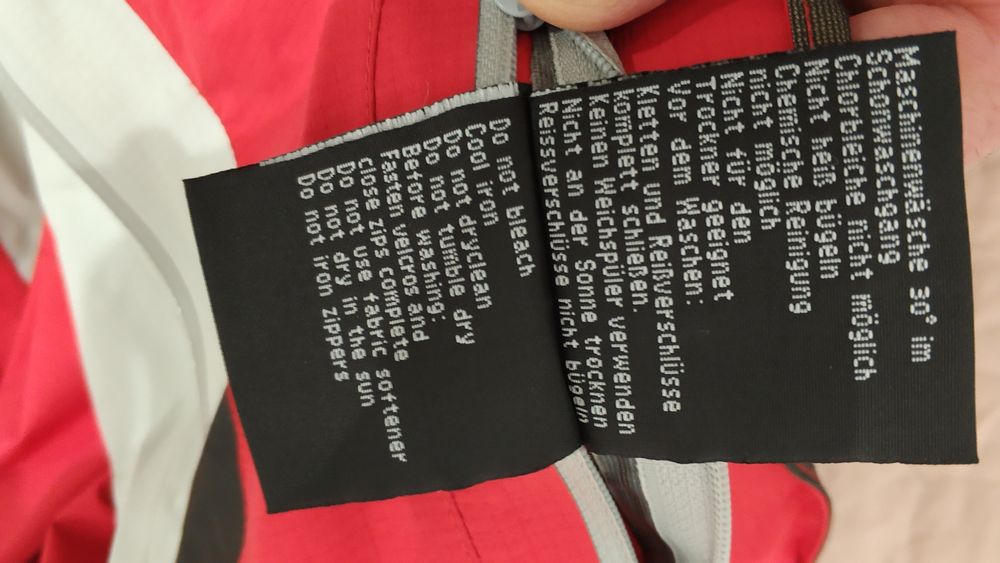 Maschinenwäsche 30° im
Schonwaschgang
Chlorbleiche nicht möglich
Nicht heiß bügeln
Chemische Reinigung
nicht möglich
Nicht für den
Trockner geeignet
Vor dem Waschen:
Kletten und Reißverschlüsse
komplett schließen.
Keinen Weichspüler verwenden
Nicht an der Sonne trocknen
Reissverschlüsse nicht bügeln
Do not bleach
Cool iron
Do not dryclean
Do not tumble dry
Before washing:
Fasten velcros and
close zips complete
Do not use fabric softener
Do not dry in the sun
Do not iron zippers